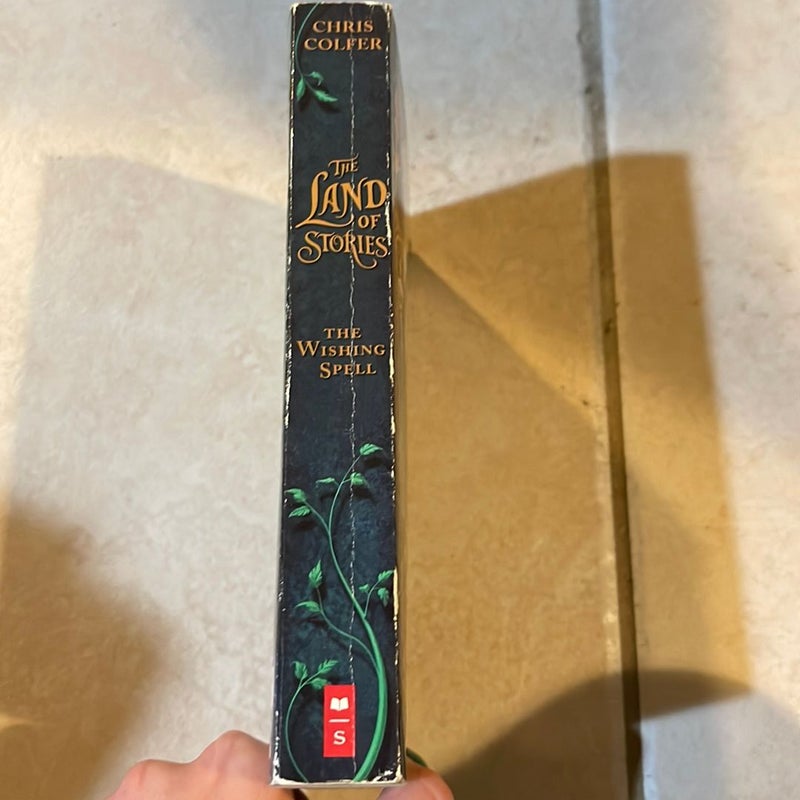 CHRIS
COLFER
THE
LAND
OF
STORIES
THE
WISHING
SPELL
S